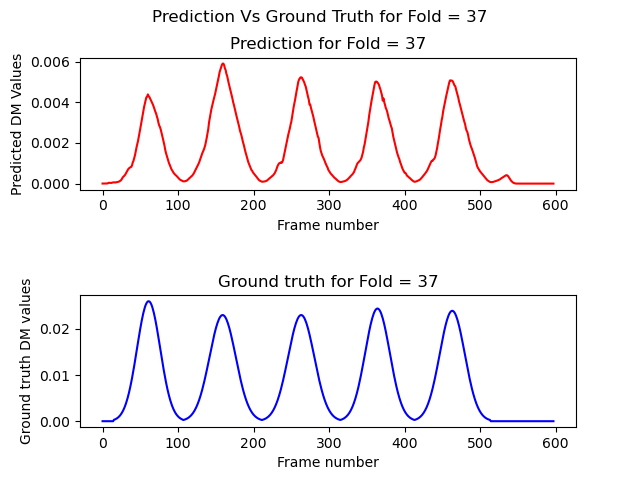 Prediction Vs Ground Truth for Fold = 37
Prediction for Fold = 37
Predicted DM Values
0.006
0.004
0.002
0.000
0 100 200 300 400 500 600
Frame number
Ground truth for Fold = 37
Ground truth DM values
0.02
0.01
0.00
0 100 200 300 400 500 600
Frame number